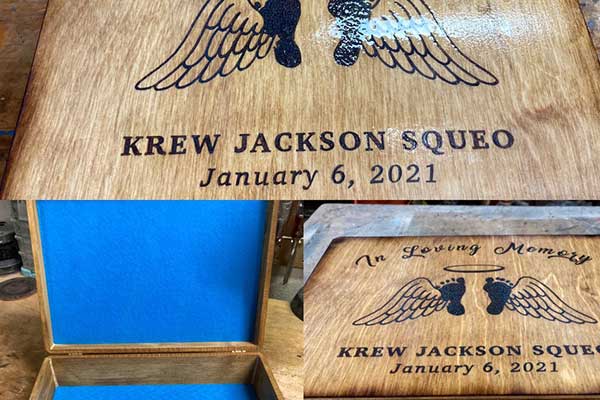 KREW JACKSON SQUEO
January 6, 2021
In Loving Memory
KREW JACKSON SQUEO
January 6, 2021